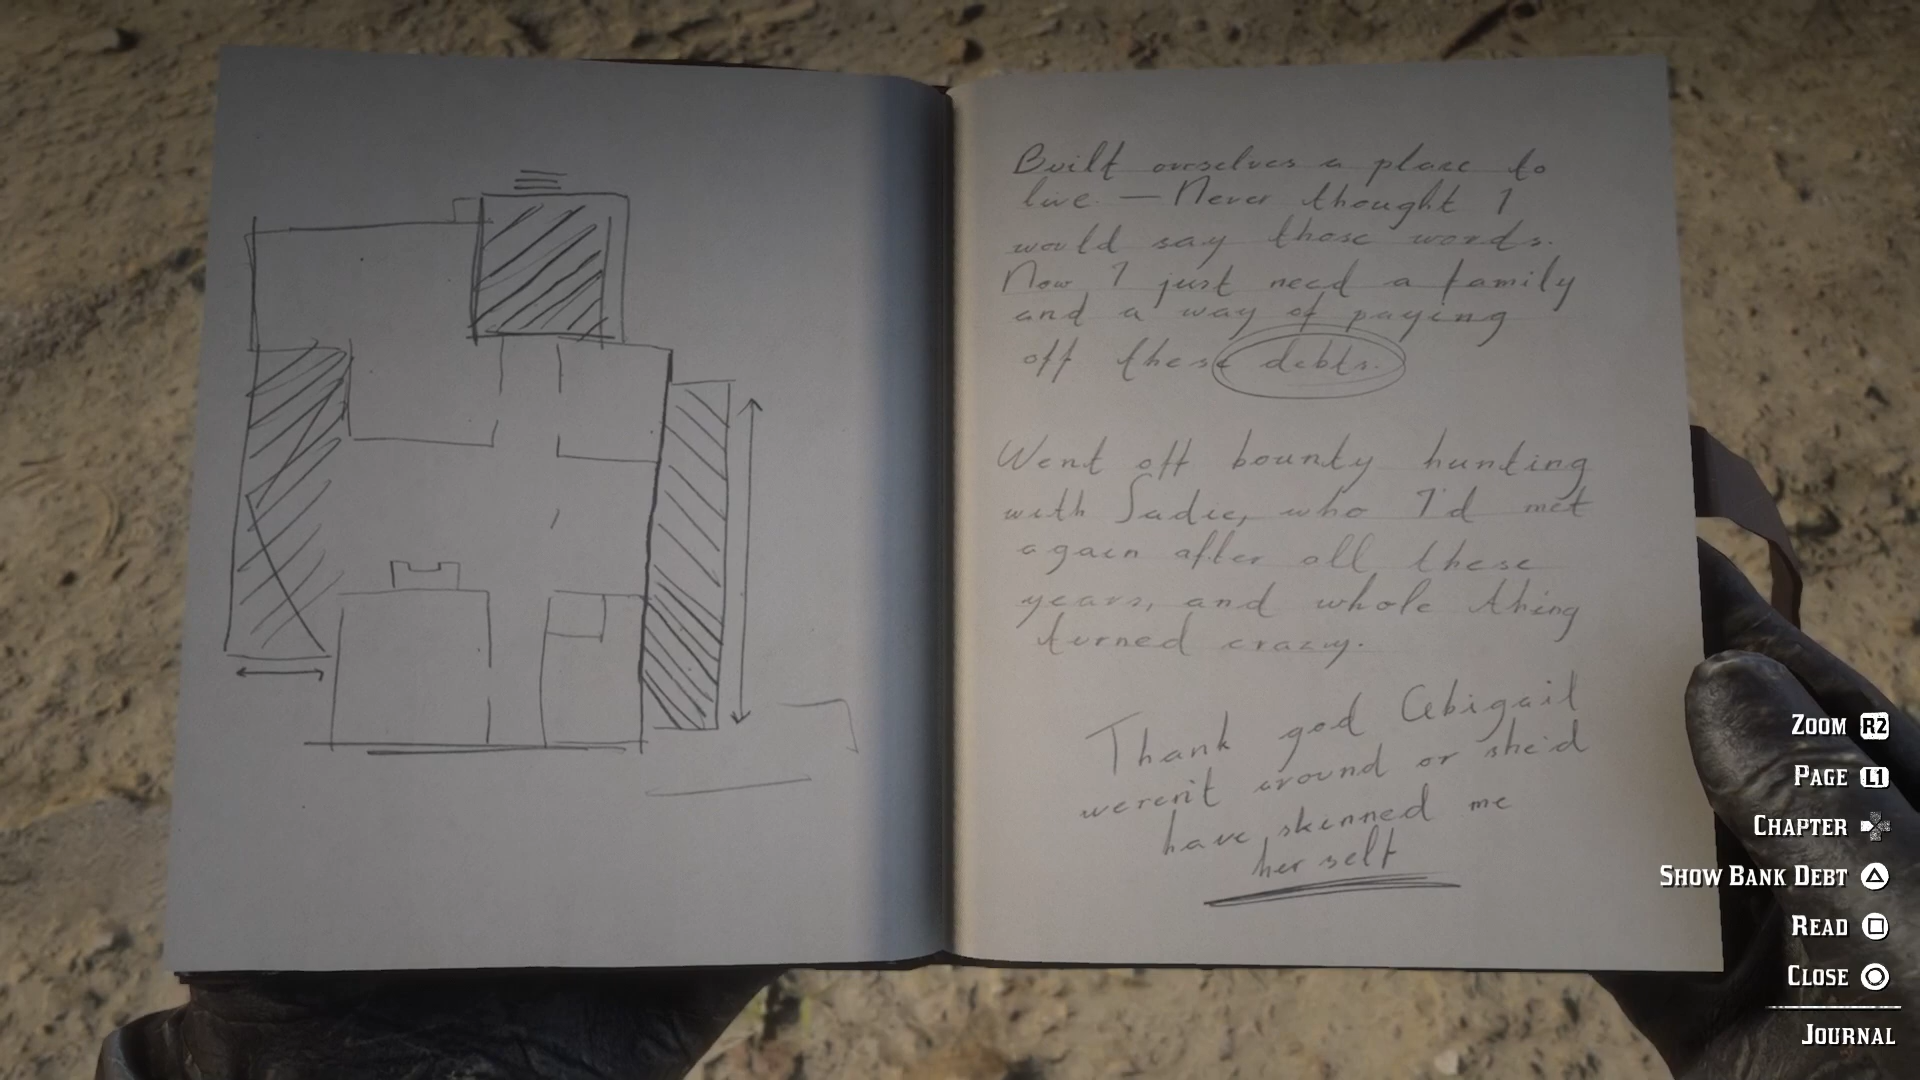 Built ourselves a place to
live - Never thought I
would say those words.
Now I just need a family
and a way of paying
off these debts.
Went off bounty hunting
with Sadie, who I'd met
again after all these
years, and whole thing
turned crazy.
Thank god Abigail
weren't around or she'd
have skinned me
herself
ZOOM R2
PAGE L1
CHAPTER
SHOW BANK DEBT
READ
CLOSE
JOURNAL